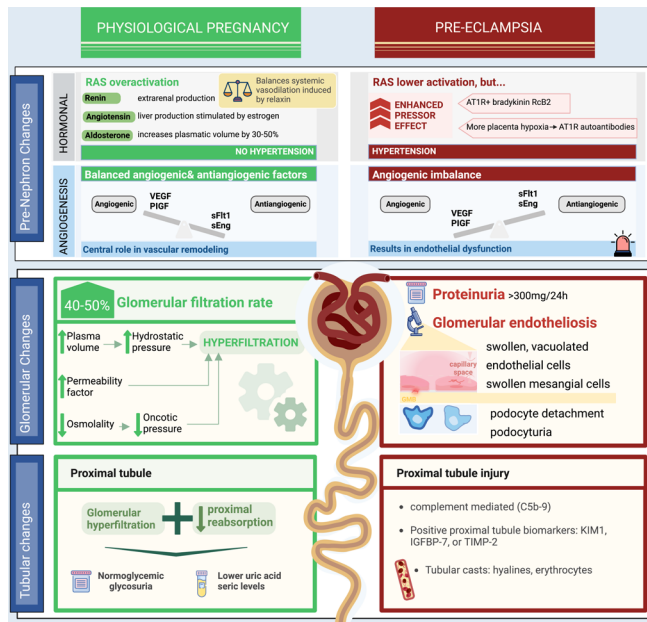 PHYSIOLOGICAL PREGNANCY
PRE-ECLAMPSIA
Pre-Nephron Changes
HORMONAL
RAS overactivation
Renin extrarenal production
Angiotensin liver production stimulated by estrogen
Aldosterone increases plasmatic volume by 30-50%
Balances systemic
vasodilation induced
by relaxin
NO HYPERTENSION
RAS lower activation, but...
ENHANCED
PRESSOR
EFFECT
AT1R+ bradykinin RcB2
More placenta hypoxia→ AT1R autoantibodies
HYPERTENSION
ANGIOGENESIS
Balanced angiogenic& antiangiogenic factors
Angiogenic
VEGF
PlGF
sFlt1
sEng
Antiangiogenic
Central role in vascular remodeling
Angiogenic imbalance
Angiogenic
VEGF
PlGF
sFlt1
sEng
Antiangiogenic
Results in endothelial dysfunction
Glomerular Changes
40-50% Glomerular filtration rate
Plasma
volume
Hydrostatic
pressure
HYPERFILTRATION
Permeability
factor
Osmolality
Oncotic
pressure
Proteinuria >300mg/24h
Glomerular endotheliosis
capillary
space
?
GMB
swollen, vacuolated
endothelial cells
swollen mesangial cells
podocyte detachment
podocyturia
Tubular changes
Proximal tubule
Glomerular
hyperfiltration
proximal
reabsorption
Normoglycemic
glycosuria
Lower uric acid
seric levels
Proximal tubule injury
• complement mediated (C5b-9)
• Positive proximal tubule biomarkers: KIM1,
IGFBP-7, or TIMP-2
• Tubular casts: hyalines, erythrocytes